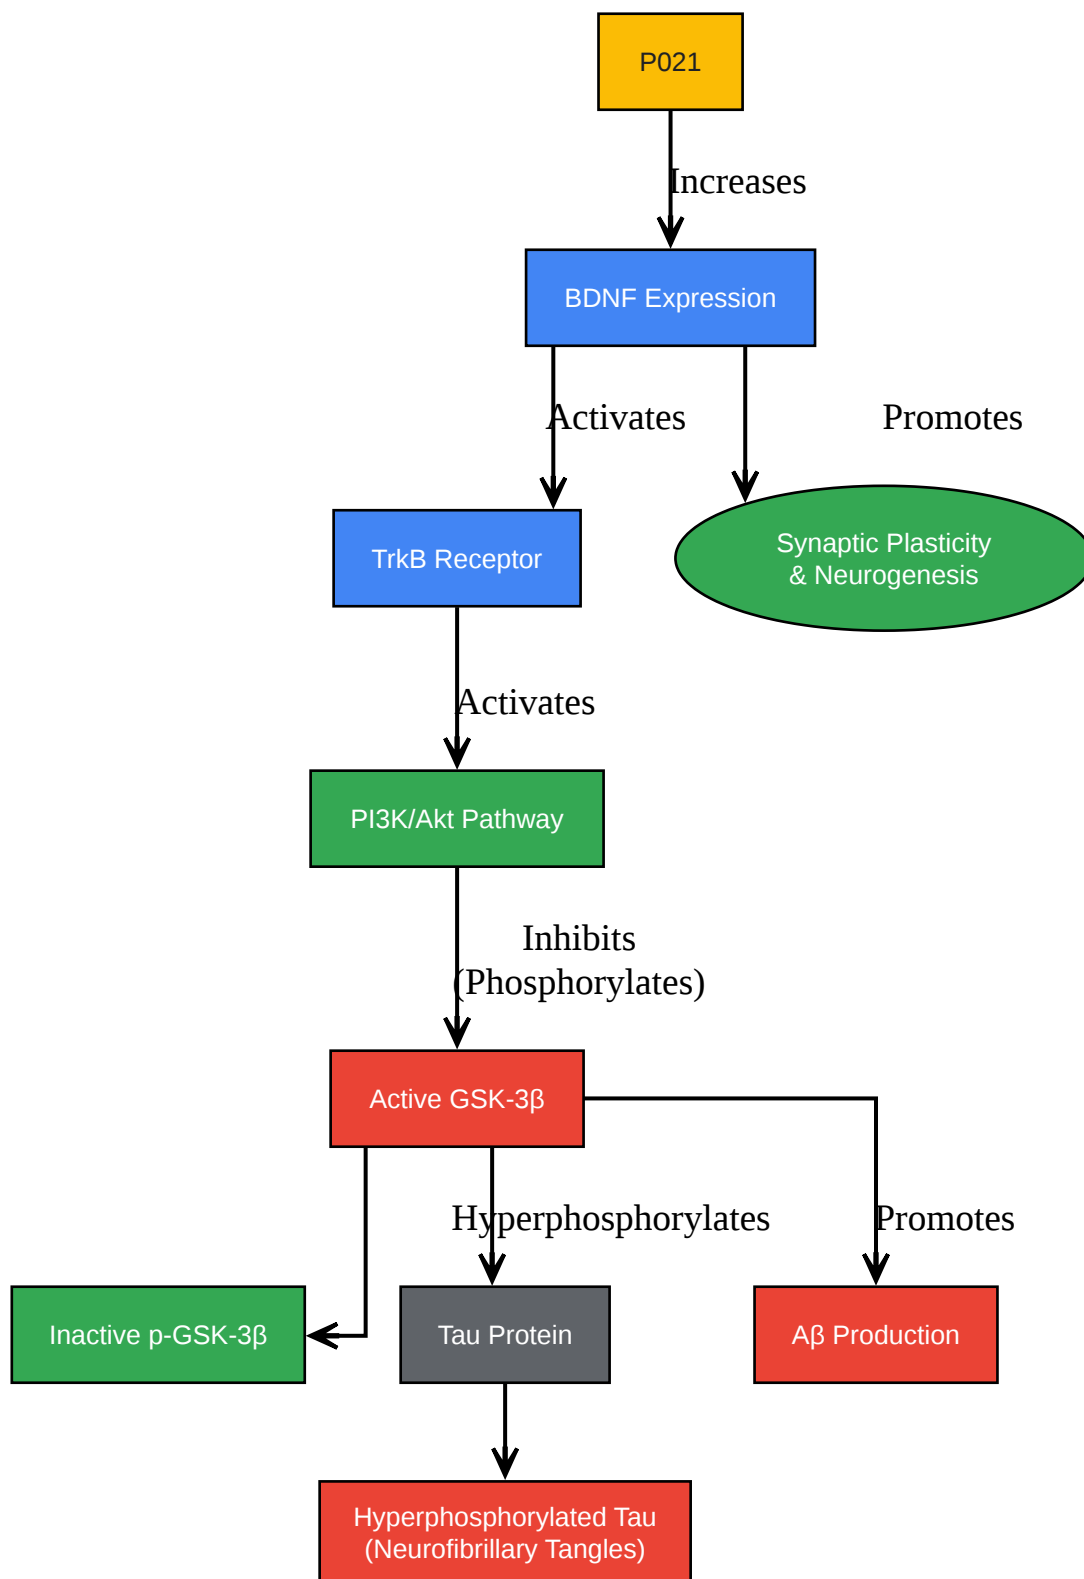 P021
Increases
BDNF Expression
Activates
Promotes
TrkB Receptor
Synaptic Plasticity
& Neurogenesis
Activates
PI3K/Akt Pathway
Inhibits
(Phosphorylates)
Active GSK-3β
Hyperphosphorylates
Promotes
Inactive p-GSK-3β
Tau Protein
Aβ Production
Hyperphosphorylated Tau
(Neurofibrillary Tangles)